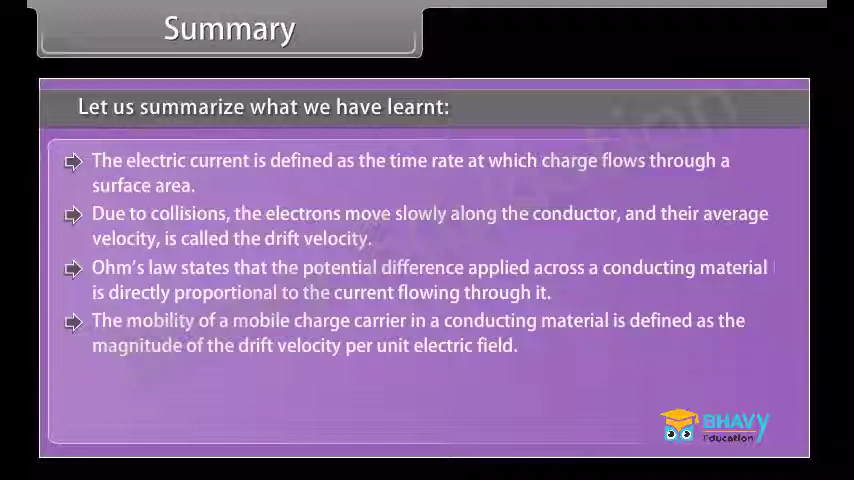 Summary
Let us summarize what we have learnt:
The electric current is defined as the time rate at which charge flows through a
surface area.
Due to collisions, the electrons move slowly along the conductor, and their average
velocity, is called the drift velocity.
Ohm's law states that the potential difference applied across a conducting material
is directly proportional to the current flowing through it.
The mobility of a mobile charge carrier in a conducting material is defined as the
magnitude of the drift velocity per unit electric field.
BHAVY
Education